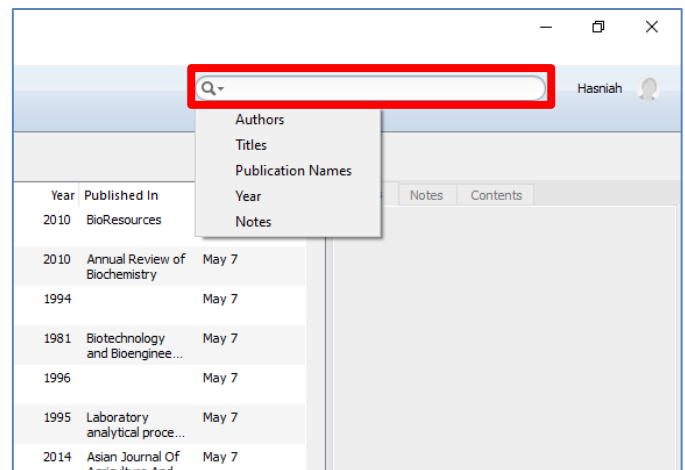 Hasniah
Authors
Titles
Publication Names
Year
Notes
Notes Contents
Year Published In
2010 BioResources
2010 Annual Review of May 7
Biochemistry
1994 May 7
1981 Biotechnology May 7
and Bioenginee...
1996 May 7
1995 Laboratory May 7
analytical proce...
2014 Asian Journal Of May 7